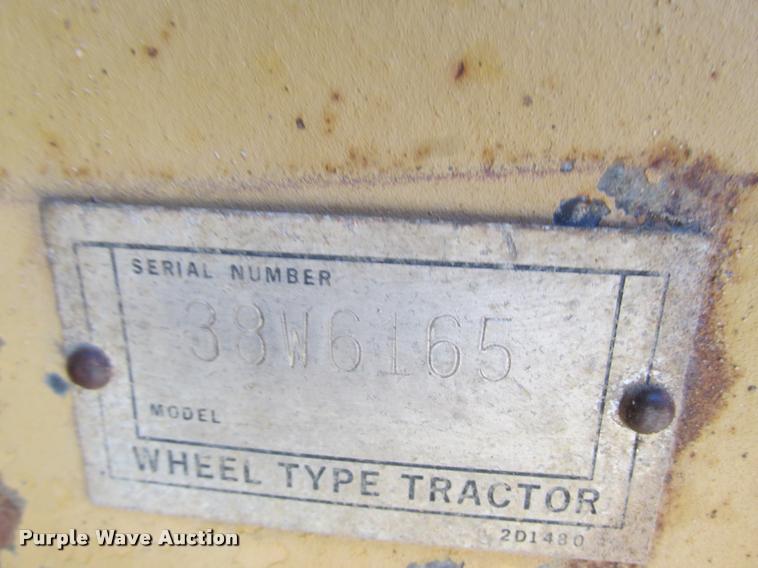 SERIAL NUMBER
38W6165
MODEL
WHEEL TYPE TRACTOR
2D1480
Purple Wave Auction